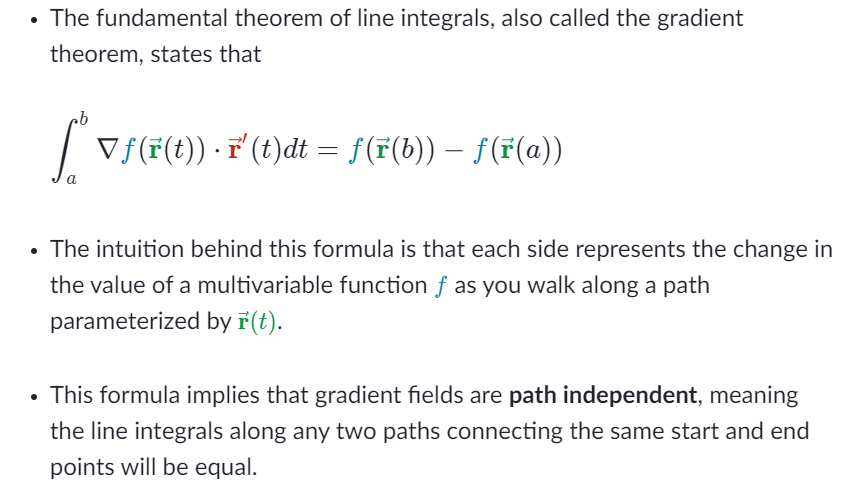 • The fundamental theorem of line integrals, also called the gradient
theorem, states that
∫ₐᵇ ∇f(r⃗(t)) · r⃗′(t)dt = f(r⃗(b)) − f(r⃗(a))
• The intuition behind this formula is that each side represents the change in
the value of a multivariable function f as you walk along a path
parameterized by r⃗(t).
• This formula implies that gradient fields are path independent, meaning
the line integrals along any two paths connecting the same start and end
points will be equal.